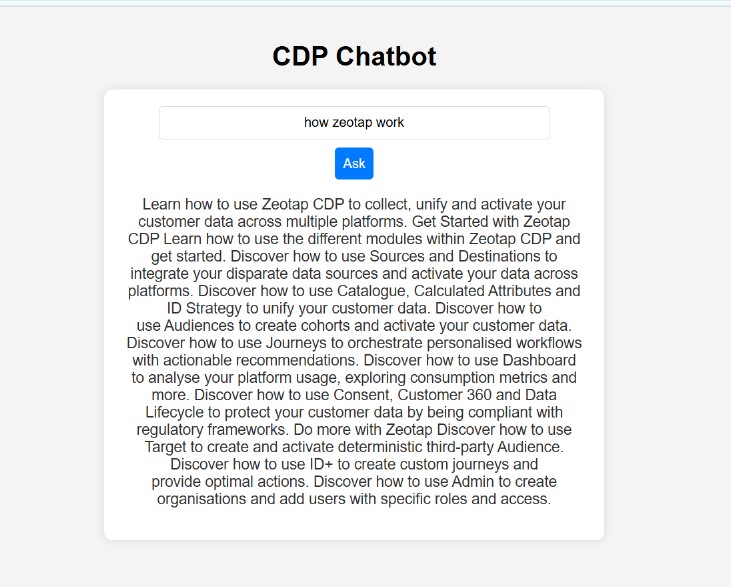 CDP Chatbot
how zeotap work
Ask
Learn how to use Zeotap CDP to collect, unify and activate your
customer data across multiple platforms. Get Started with Zeotap
CDP Learn how to use the different modules within Zeotap CDP and
get started. Discover how to use Sources and Destinations to
integrate your disparate data sources and activate your data across
platforms. Discover how to use Catalogue, Calculated Attributes and
ID Strategy to unify your customer data. Discover how to
use Audiences to create cohorts and activate your customer data.
Discover how to use Journeys to orchestrate personalised workflows
with actionable recommendations. Discover how to use Dashboard
to analyse your platform usage, exploring consumption metrics and
more. Discover how to use Consent, Customer 360 and Data
Lifecycle to protect your customer data by being compliant with
regulatory frameworks. Do more with Zeotap Discover how to use
Target to create and activate deterministic third-party Audience.
Discover how to use ID+ to create custom journeys and
provide optimal actions. Discover how to use Admin to create
organisations and add users with specific roles and access.